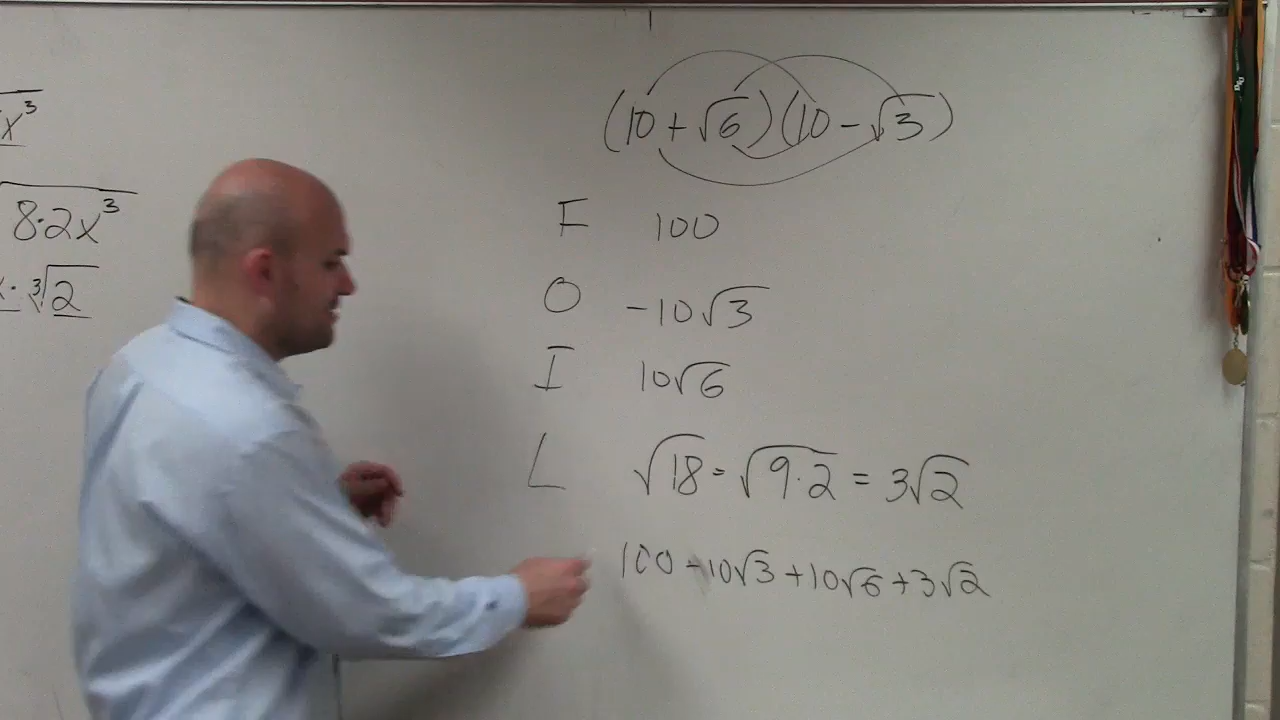 x³
8·2x³
· ∛2
(10 + √6)(10 − √3)
F 100
O −10√3
I 10√6
L √18 = √9·2 = 3√2
100 − 10√3 + 10√6 + 3√2